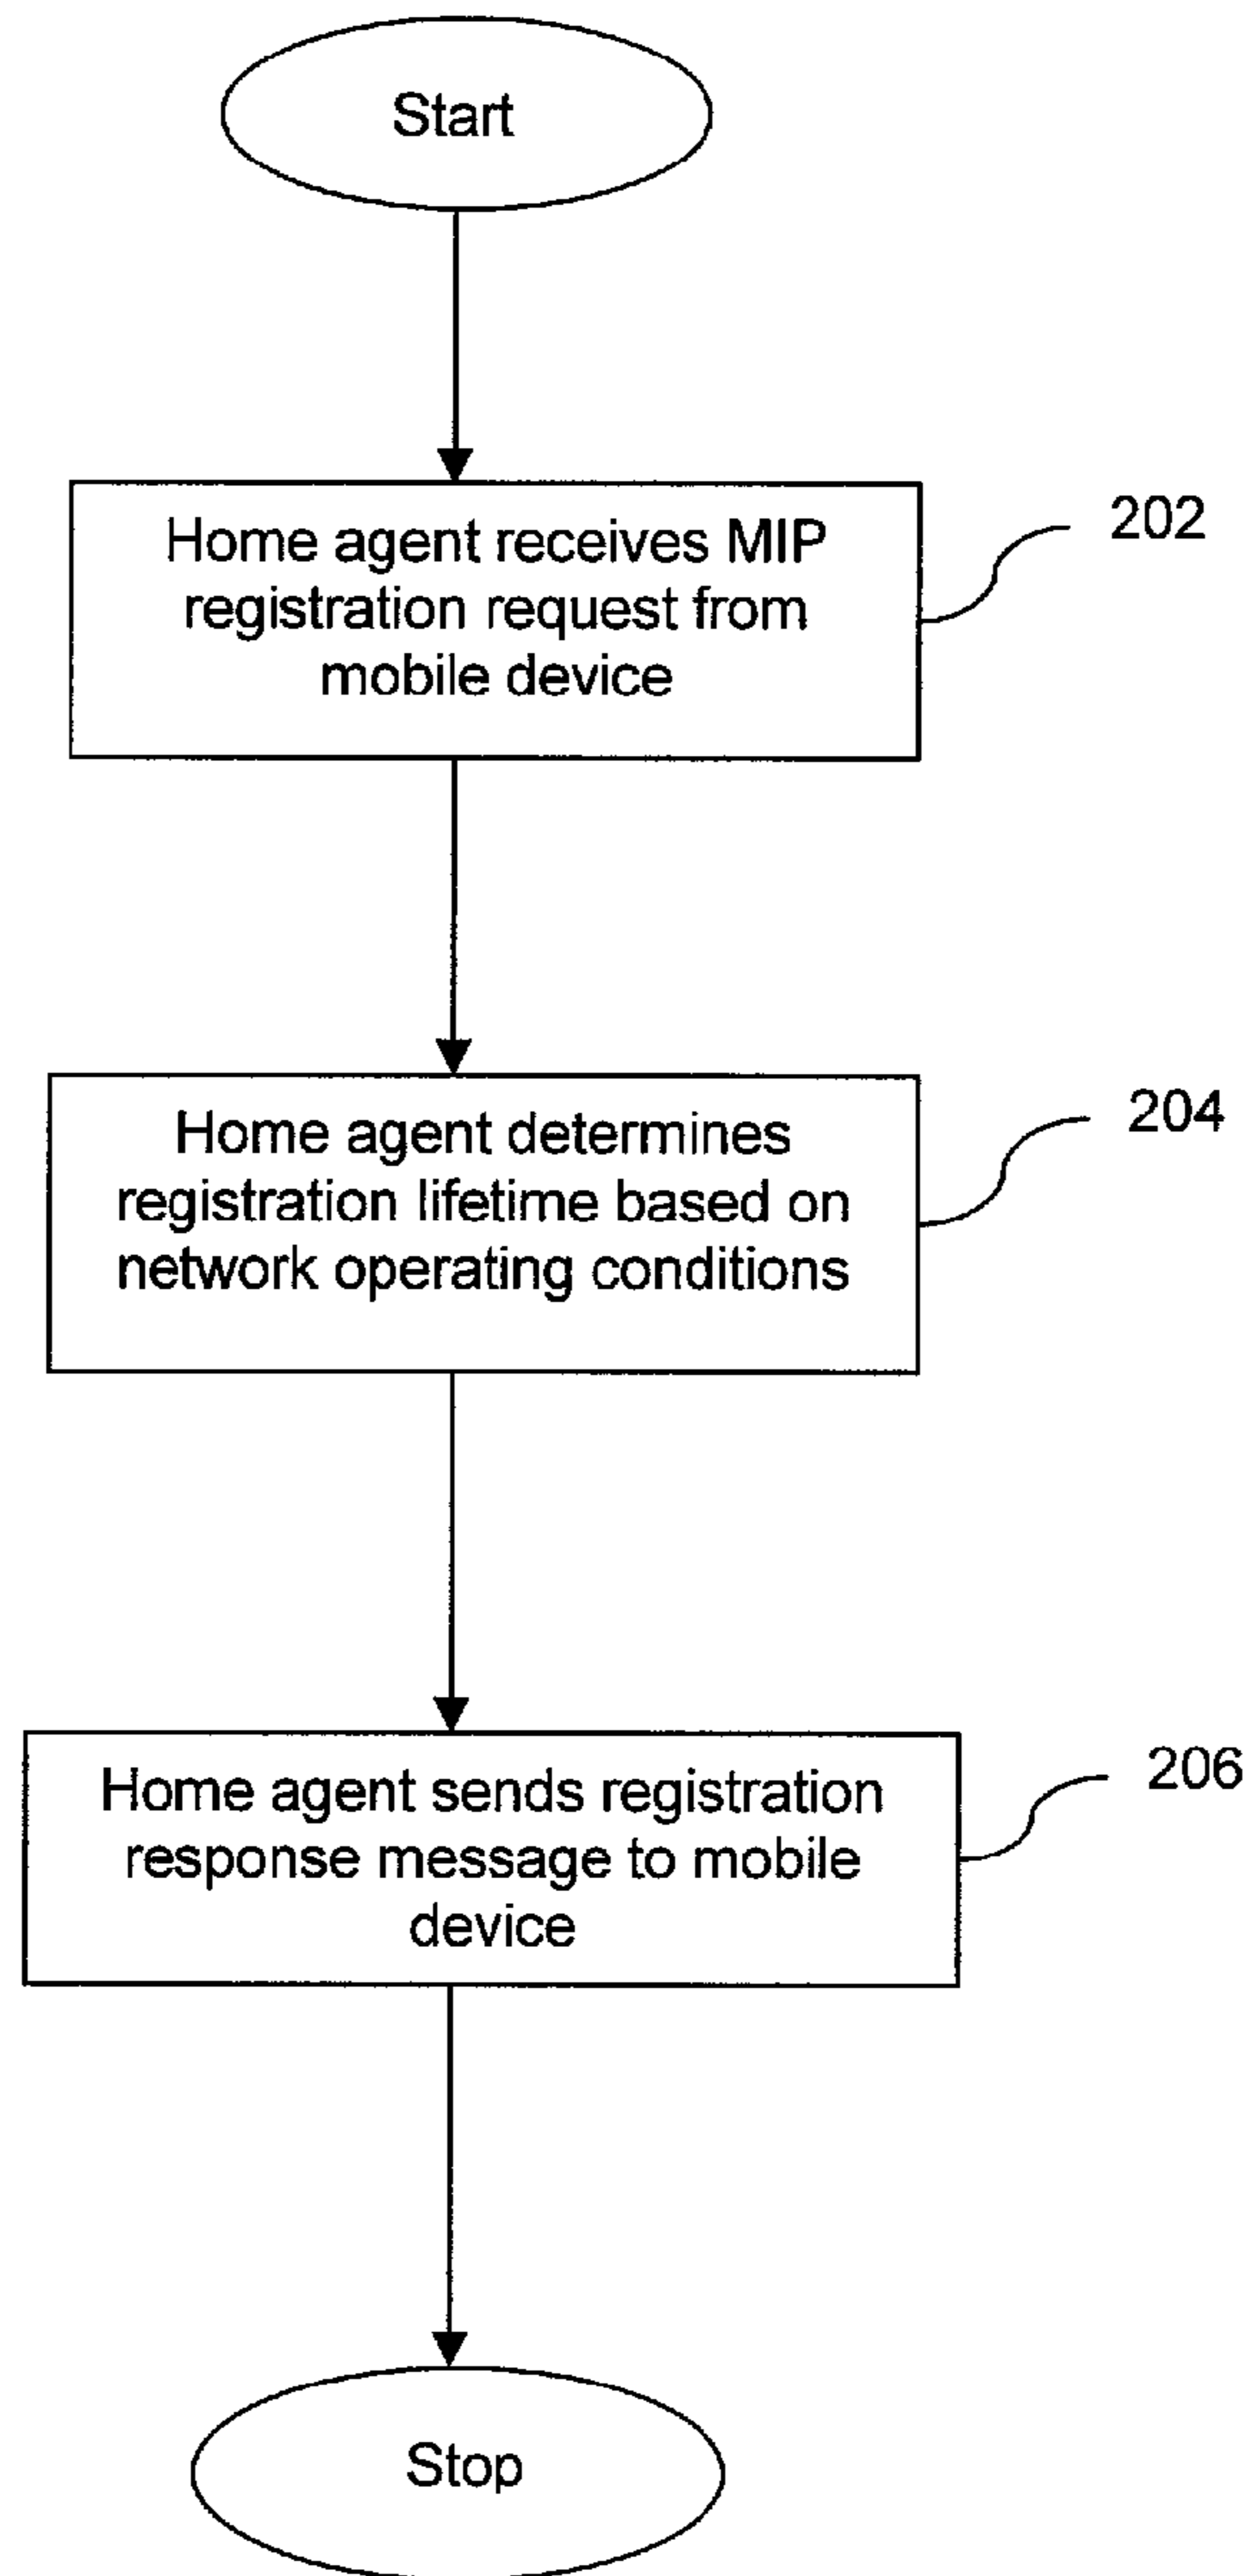 Start
Home agent receives MIP
registration request from
mobile device
202
Home agent determines
registration lifetime based on
network operating conditions
204
Home agent sends registration
response message to mobile
device
206
Stop